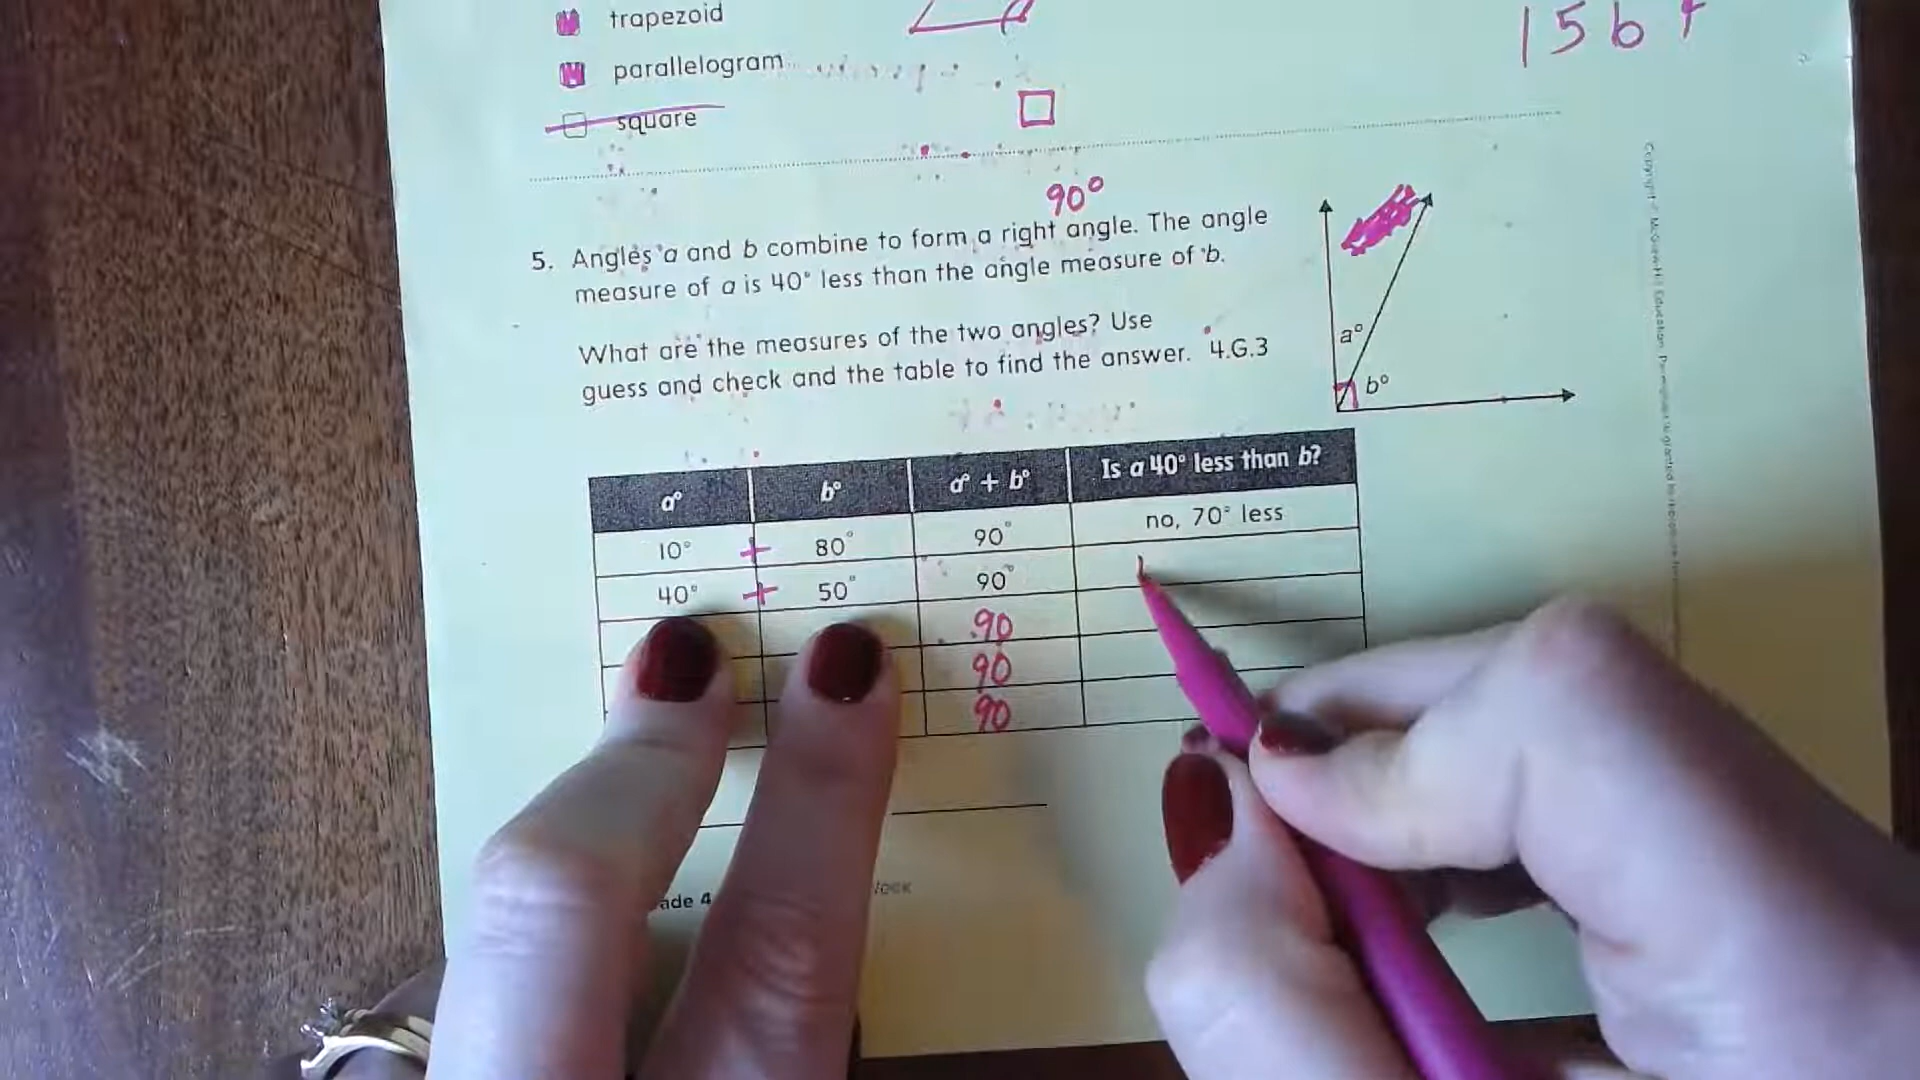 trapezoid
parallelogram
square
156
90°
5. Angles a and b combine to form a right angle. The angle
measure of a is 40° less than the angle measure of b.
What are the measures of the two angles? Use
guess and check and the table to find the answer. 4.G.3
a°
b°
a° b° a° + b° Is a 40° less than b?
10° + 80° 90° no, 70° less
40° + 50° 90°
90
90
90
ade 4